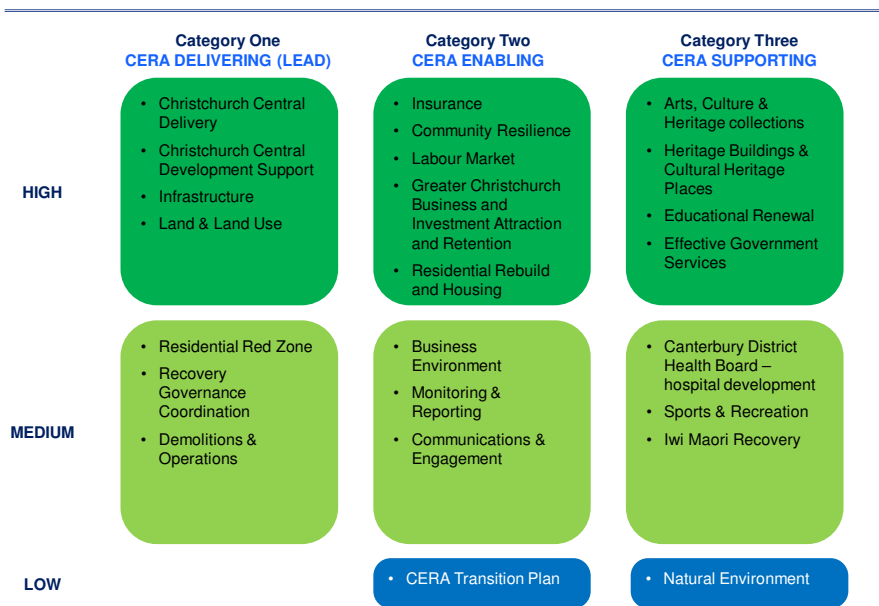 Category One
CERA DELIVERING (LEAD)
Category Two
CERA ENABLING
Category Three
CERA SUPPORTING
HIGH
• Christchurch Central
Delivery
• Christchurch Central
Development Support
• Infrastructure
• Land & Land Use
• Insurance
• Community Resilience
• Labour Market
• Greater Christchurch
Business and
Investment Attraction
and Retention
• Residential Rebuild
and Housing
• Arts, Culture &
Heritage collections
• Heritage Buildings &
Cultural Heritage
Places
• Educational Renewal
• Effective Government
Services
MEDIUM
• Residential Red Zone
• Recovery
Governance
Coordination
• Demolitions &
Operations
• Business
Environment
• Monitoring &
Reporting
• Communications &
Engagement
• Canterbury District
Health Board –
hospital development
• Sports & Recreation
• Iwi Maori Recovery
LOW
• CERA Transition Plan
• Natural Environment